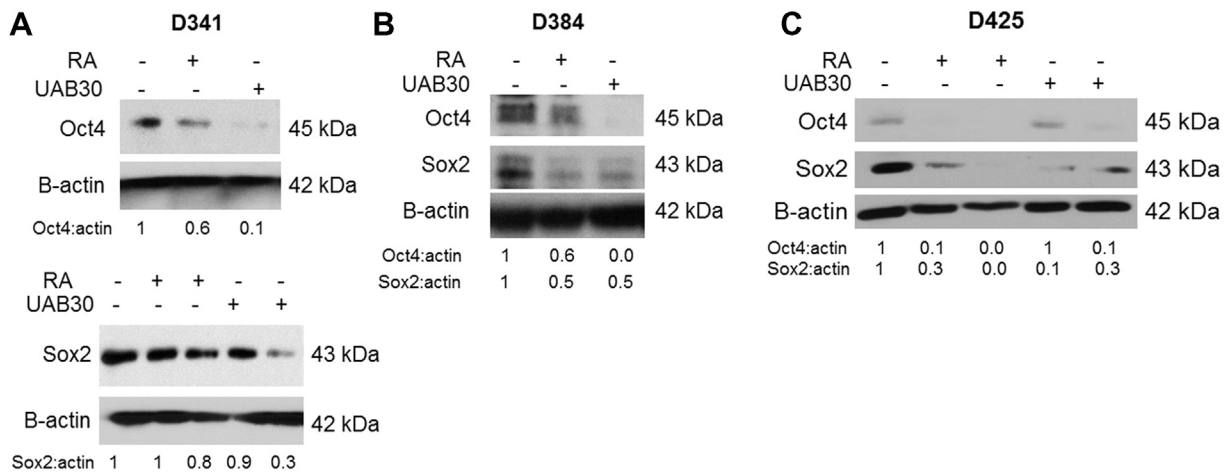 A
D341
RA - + -
UAB30 - - +
Oct4 45 kDa
B-actin 42 kDa
Oct4:actin 1 0.6 0.1
RA - + + - -
UAB30 - - - + +
Sox2 43 kDa
B-actin 42 kDa
Sox2:actin 1 1 0.8 0.9 0.3
B
D384
RA - + -
UAB30 - - +
Oct4 45 kDa
Sox2 43 kDa
B-actin 42 kDa
Oct4:actin 1 0.6 0.0
Sox2:actin 1 0.5 0.5
C
D425
RA - + + - -
UAB30 - - - + +
Oct4 45 kDa
Sox2 43 kDa
B-actin 42 kDa
Oct4:actin 1 0.1 0.0 1 0.1
Sox2:actin 1 0.3 0.0 0.1 0.3